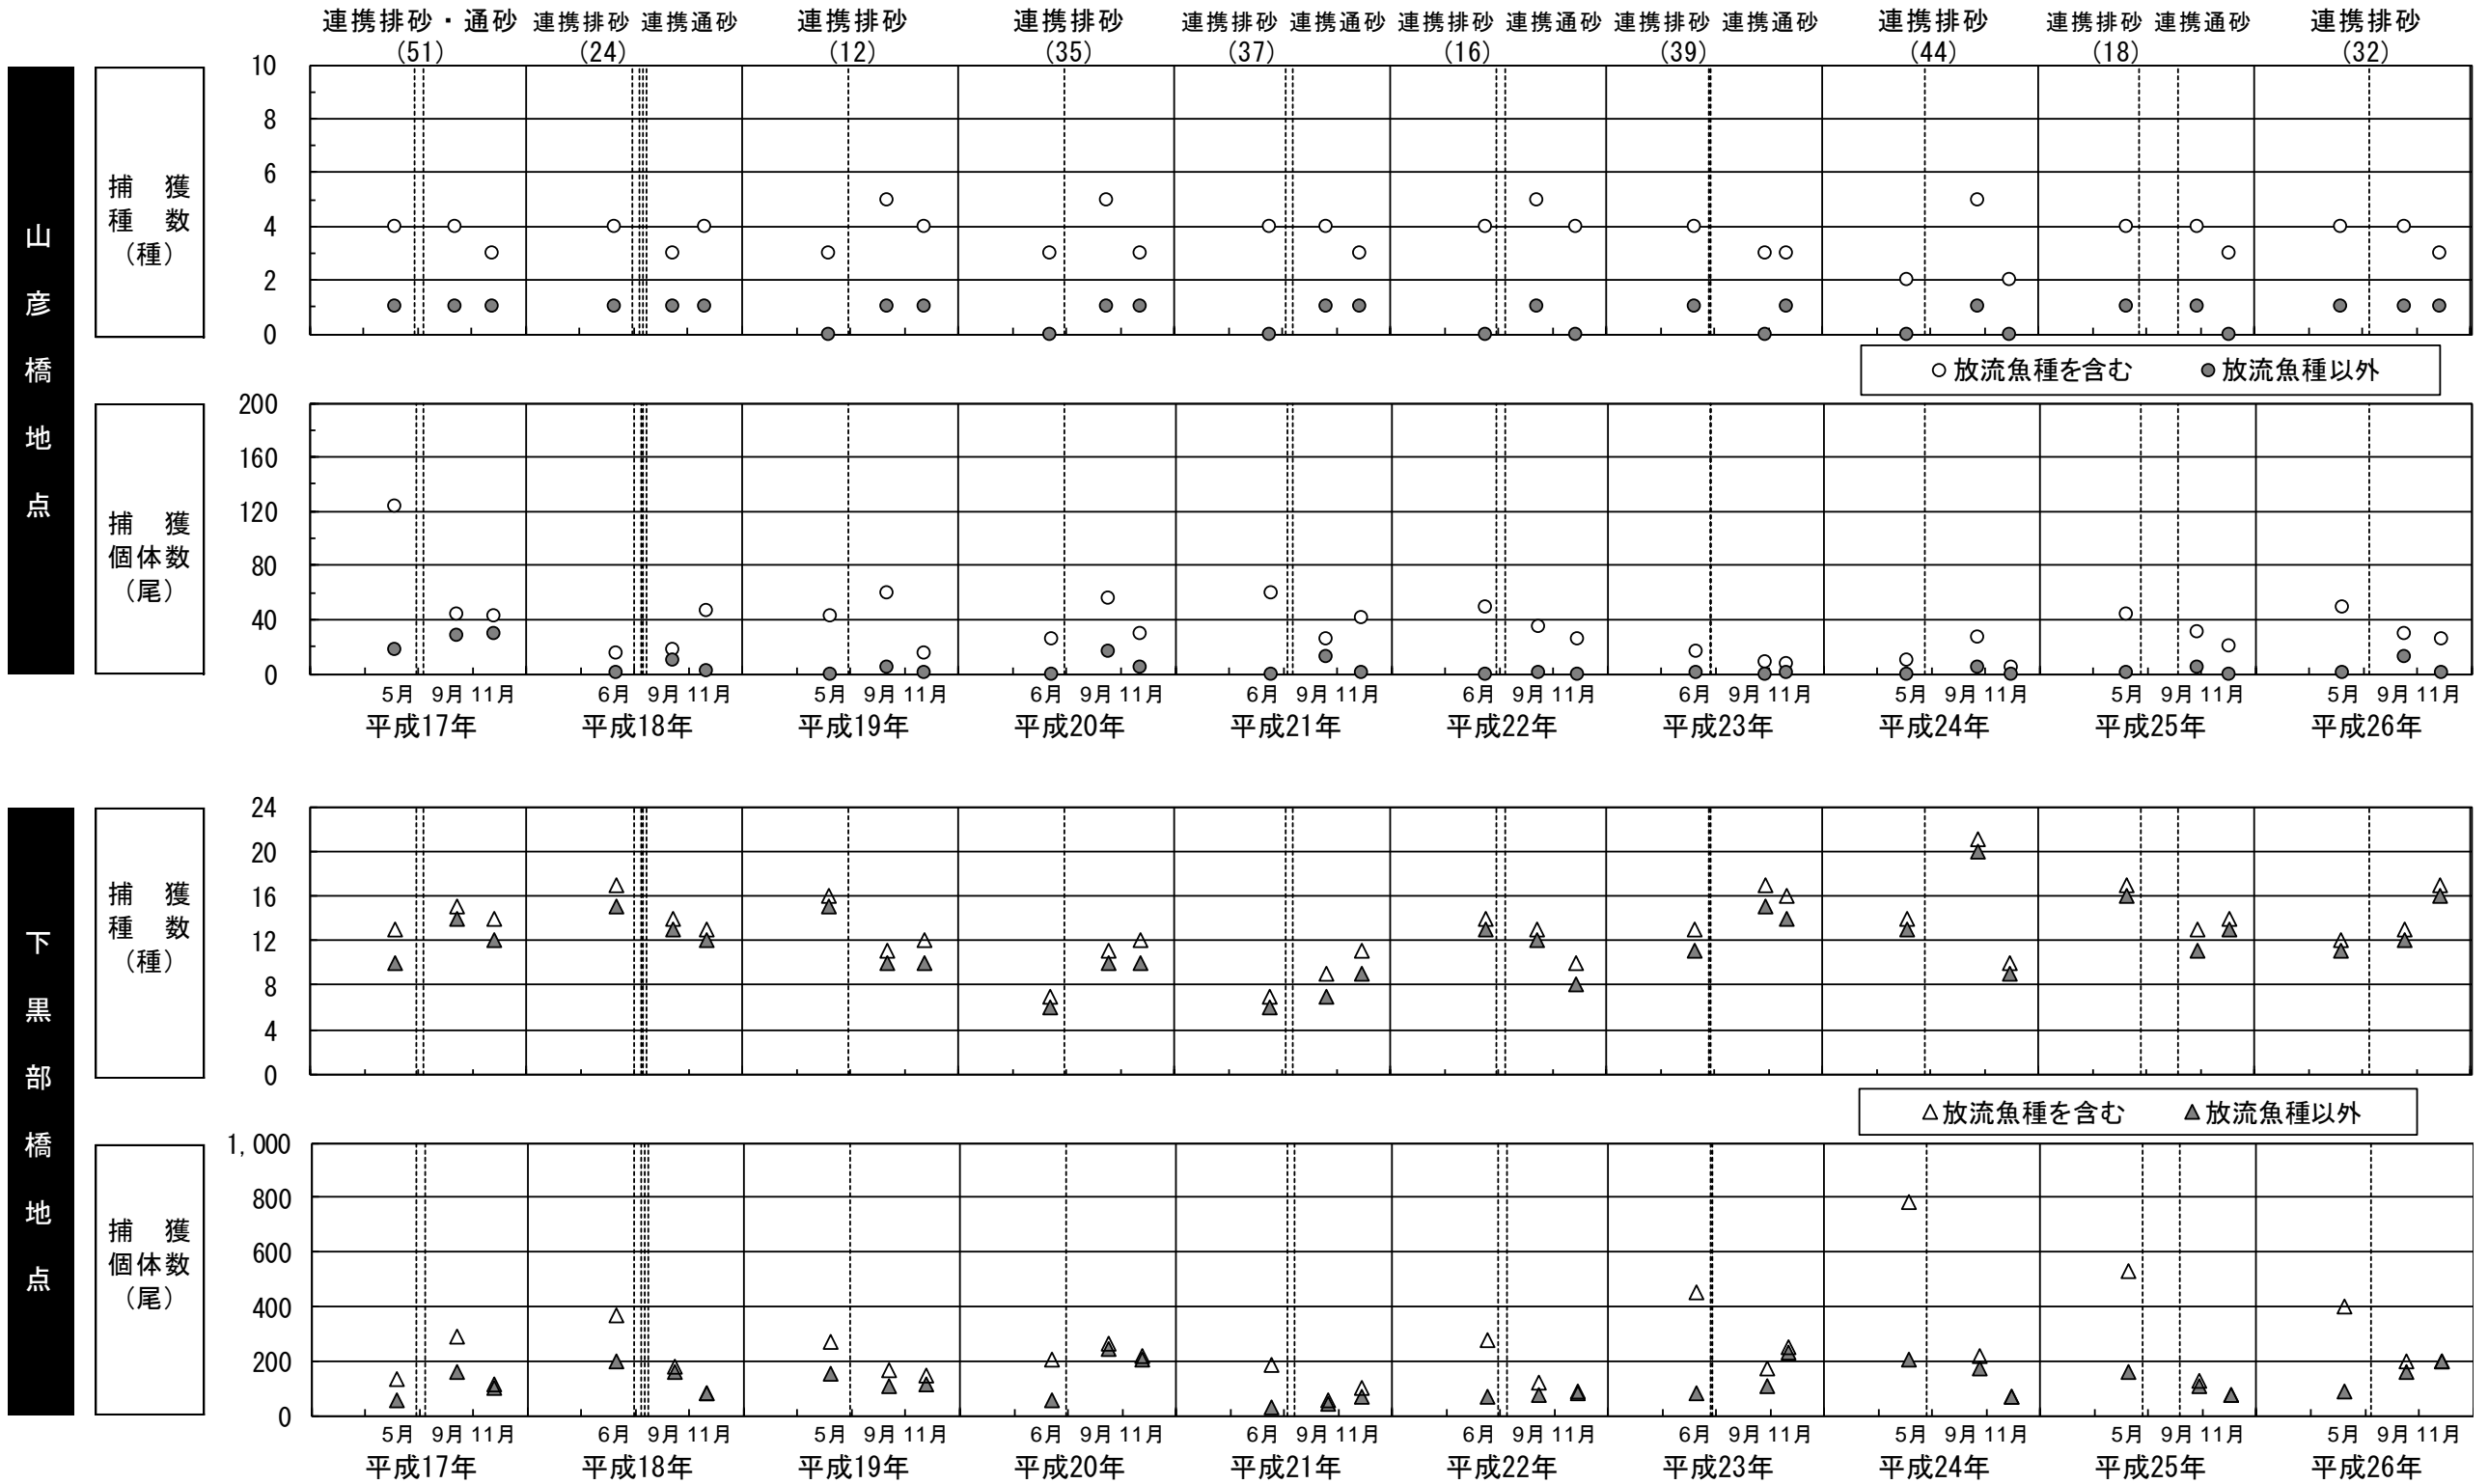 連携排砂・通砂 連携排砂 連携通砂 連携排砂 連携排砂 連携排砂 連携通砂 連携排砂 連携通砂 連携排砂 連携通砂 連携排砂 連携排砂 連携通砂 連携排砂
(51) (24) (12) (35) (37) (16) (39) (44) (18) (32)
山彦橋地点
捕獲
種数
(種)
10
8
6
4
2
0
○放流魚種を含む ●放流魚種以外
捕獲
個体数
(尾)
200
160
120
80
40
0
5月 9月 11月 6月 9月 11月 5月 9月 11月 6月 9月 11月 6月 9月 11月 6月 9月 11月 6月 9月 11月 5月 9月 11月 5月 9月 11月 5月 9月 11月
平成17年 平成18年 平成19年 平成20年 平成21年 平成22年 平成23年 平成24年 平成25年 平成26年
下黒部橋地点
捕獲
種数
(種)
24
20
16
12
8
4
0
△放流魚種を含む ▲放流魚種以外
捕獲
個体数
(尾)
1,000
800
600
400
200
0
5月 9月 11月 6月 9月 11月 5月 9月 11月 6月 9月 11月 6月 9月 11月 6月 9月 11月 6月 9月 11月 5月 9月 11月 5月 9月 11月 5月 9月 11月
平成17年 平成18年 平成19年 平成20年 平成21年 平成22年 平成23年 平成24年 平成25年 平成26年